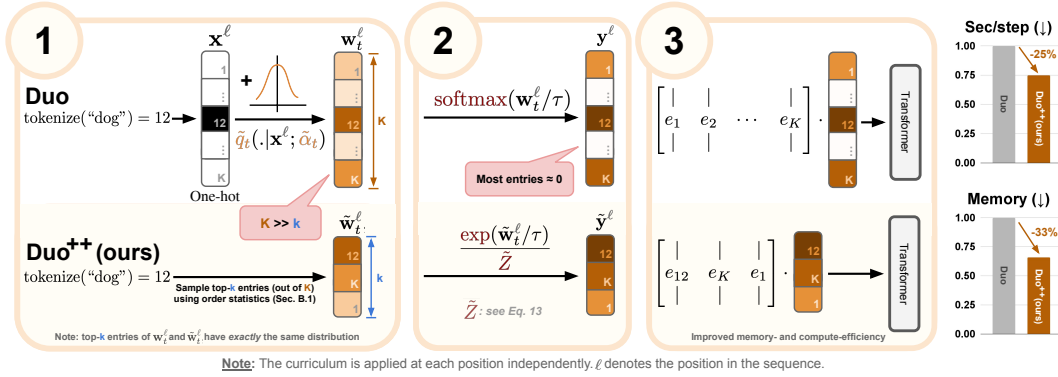 1
𝐱^ℓ
𝐰_t^ℓ
Duo
tokenize("dog") = 12
+
q̃_t(.|𝐱^ℓ; α̃_t)
1
⋮
12
⋮
K
One-hot
1
⋮
12
⋮
K
K
K >> k
Duo++ (ours)
tokenize("dog") = 12
Sample top-k entries (out of K)
using order statistics (Sec. B.1)
𝐰̃_t^ℓ
12
K
1
k
Note: top-k entries of 𝐰_t^ℓ and 𝐰̃_t^ℓ have exactly the same distribution
2
𝐲^ℓ
softmax(𝐰_t^ℓ/τ)
1
⋮
12
⋮
K
Most entries ≈ 0
exp(𝐰̃_t^ℓ/τ)
Z̃
𝐲̃^ℓ
12
K
1
Z̃ : see Eq. 13
3
| | |
e_1 e_2 ⋯ e_K ·
| | |
1
⋮
12
⋮
K
Transformer
| | |
e_12 e_K e_1 ·
| | |
12
K
1
Transformer
Improved memory- and compute-efficiency
Sec/step (↓)
1.00
0.75
0.50
0.25
0.00
-25%
Duo
Duo++(ours)
Memory (↓)
1.00
0.75
0.50
0.25
0.00
-33%
Duo
Duo++(ours)
Note: The curriculum is applied at each position independently. ℓ denotes the position in the sequence.